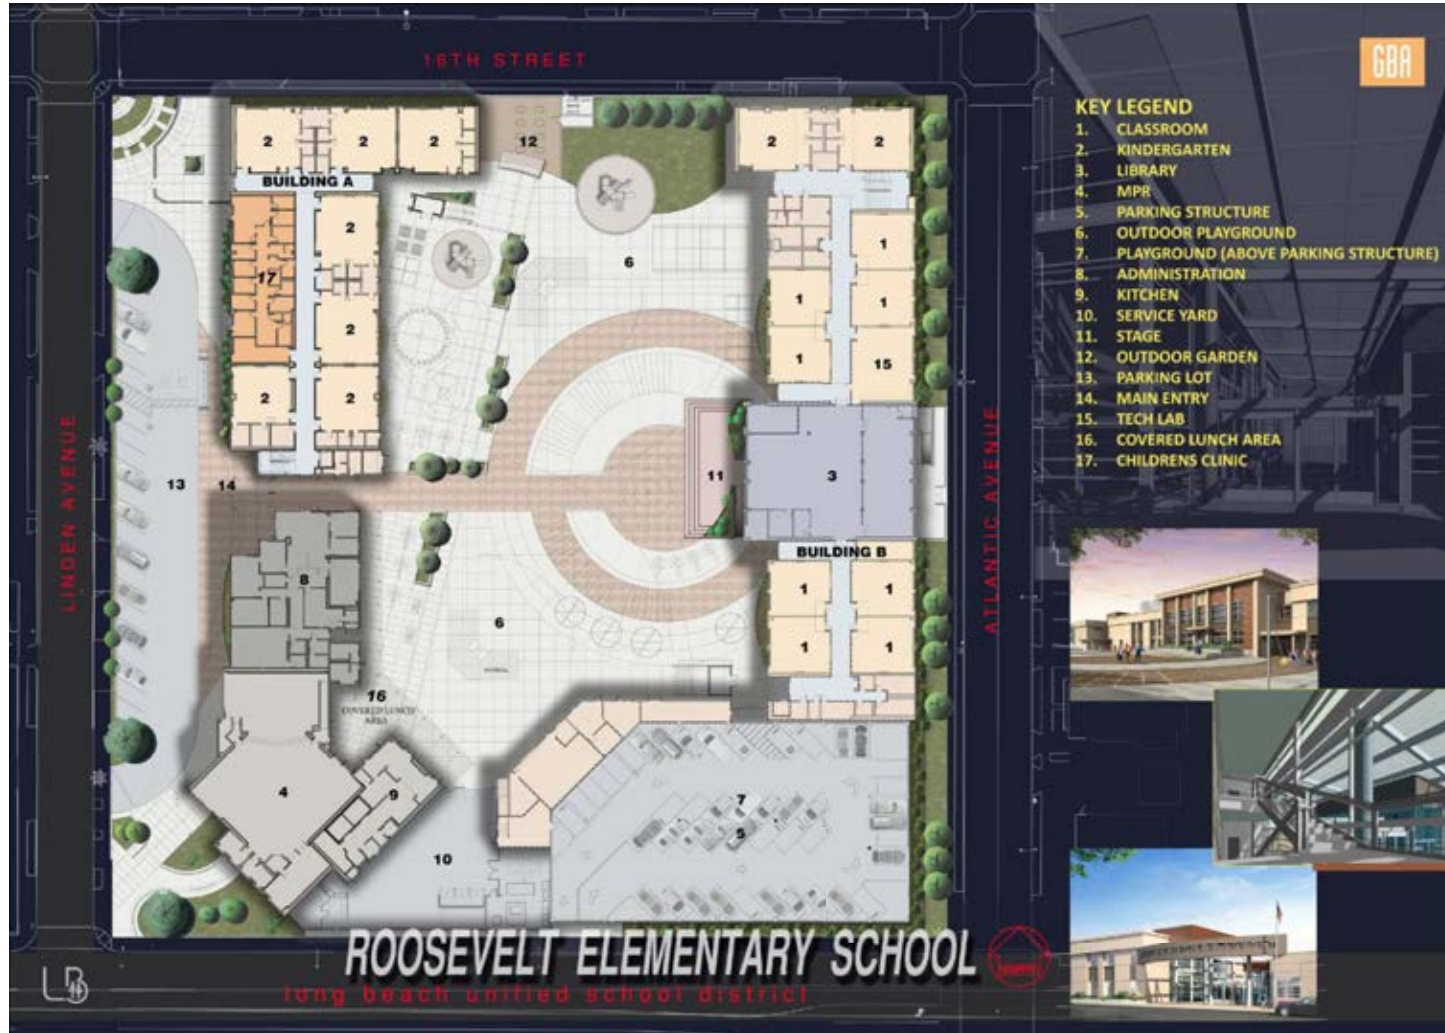 16TH STREET
GBA
KEY LEGEND
1. CLASSROOM
2. KINDERGARTEN
3. LIBRARY
4. MPR
5. PARKING STRUCTURE
6. OUTDOOR PLAYGROUND
7. PLAYGROUND (ABOVE PARKING STRUCTURE)
8. ADMINISTRATION
9. KITCHEN
10. SERVICE YARD
11. STAGE
12. OUTDOOR GARDEN
13. PARKING LOT
14. MAIN ENTRY
15. TECH LAB
16. COVERED LUNCH AREA
17. CHILDRENS CLINIC
2 2 2 12 2 2
BUILDING A
2
1
6
17
1 1
2
1 15
2 2
LINDEN AVENUE
ATLANTIC AVENUE
13 14
11 3
BUILDING B
8
1 1
6
1 1
16
COVERED LUNCH
AREA
4 9
7
5
10
ROOSEVELT ELEMENTARY SCHOOL
long beach unified school district